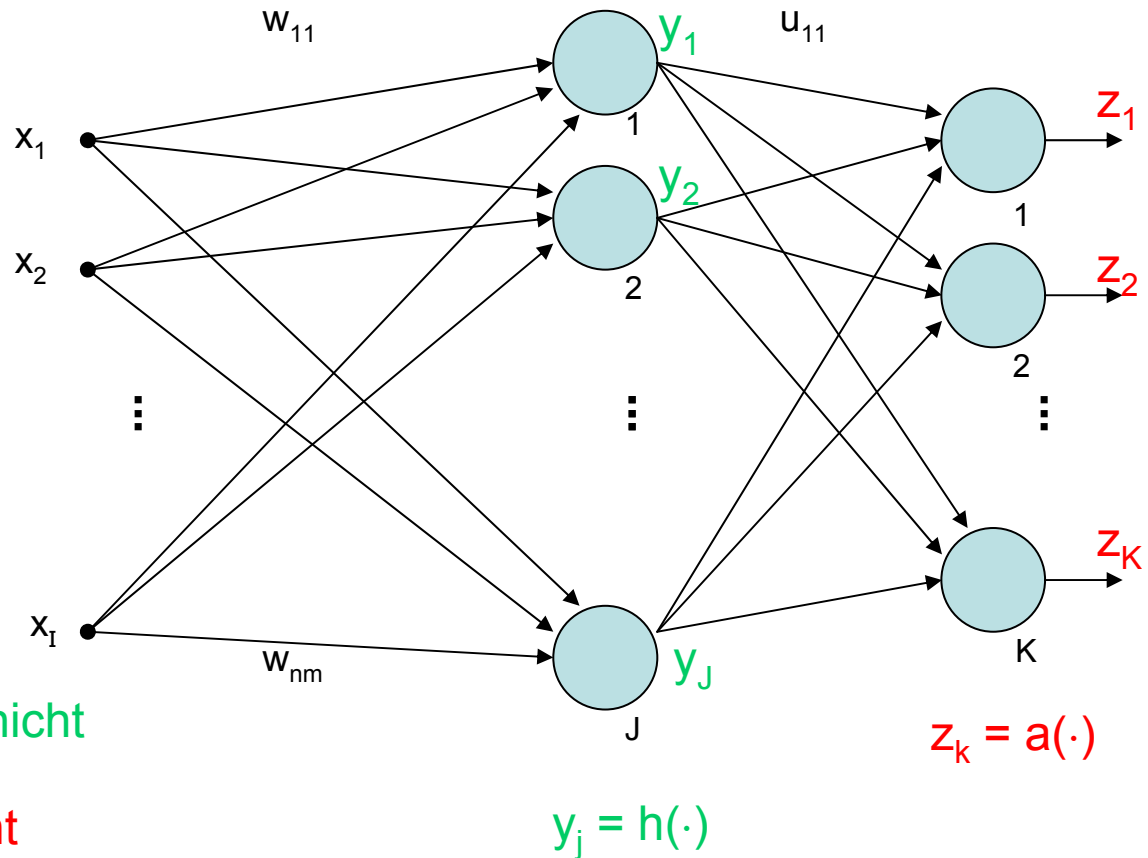 w₁₁
y₁
u₁₁
x₁
1
z₁
y₂
1
x₂
2
z₂
2
⋮ ⋮ ⋮
x_I
w_nm
y_J
J
z_K
K
nicht
z_k = a(·)
nt
y_j = h(·)